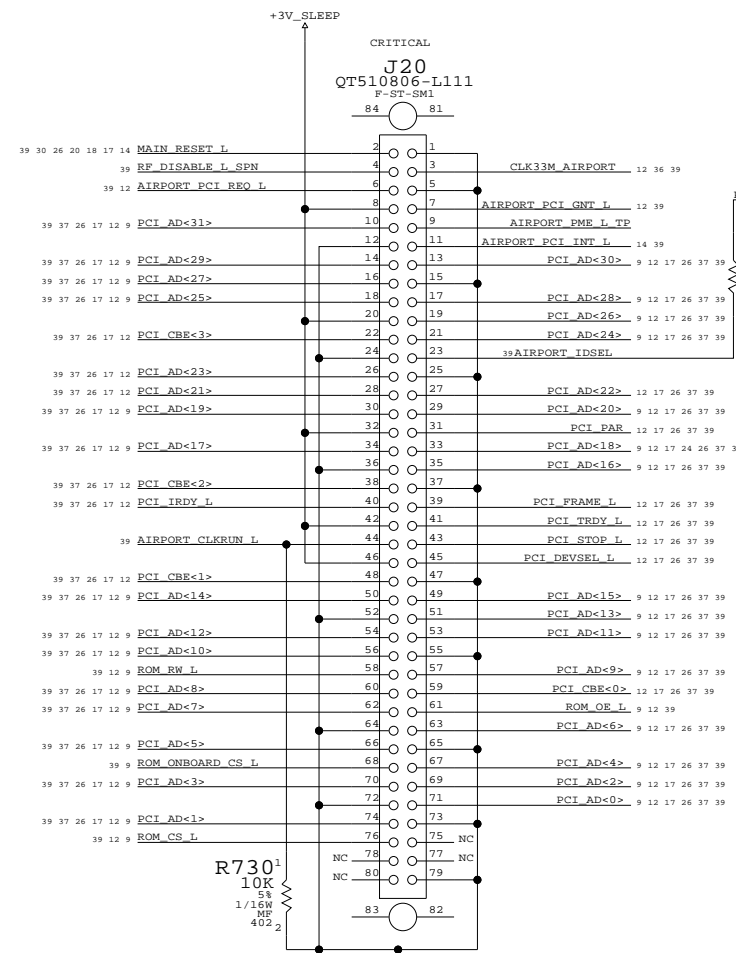 +3V_SLEEP
CRITICAL
J20
QT510806-L111
F-ST-SM1
84 81
39 30 26 20 18 17 14 MAIN_RESET_L 2 1
39 RF_DISABLE_L_SPN 4 3 CLK33M_AIRPORT 12 36 39
39 12 AIRPORT_PCI_REQ_L 6 5
8 7 AIRPORT_PCI_GNT_L 12 39
39 37 26 17 12 9 PCI_AD<31> 10 9 AIRPORT_PME_L_TP
12 11 AIRPORT_PCI_INT_L 14 39
39 37 26 17 12 9 PCI_AD<29> 14 13 PCI_AD<30> 9 12 17 26 37 39
39 37 26 17 12 9 PCI_AD<27> 16 15
39 37 26 17 12 9 PCI_AD<25> 18 17 PCI_AD<28> 9 12 17 26 37 39
20 19 PCI_AD<26> 9 12 17 26 37 39
39 37 26 17 12 PCI_CBE<3> 22 21 PCI_AD<24> 9 12 17 26 37 39
24 23 39 AIRPORT_IDSEL
39 37 26 17 12 PCI_AD<23> 26 25
39 37 26 17 12 PCI_AD<21> 28 27 PCI_AD<22> 12 17 26 37 39
39 37 26 17 12 9 PCI_AD<19> 30 29 PCI_AD<20> 9 12 17 26 37 39
32 31 PCI_PAR 12 17 26 37 39
39 37 26 17 12 9 PCI_AD<17> 34 33 PCI_AD<18> 9 12 17 24 26 37
36 35 PCI_AD<16> 9 12 17 26 37 39
39 37 26 17 12 PCI_CBE<2> 38 37
39 37 26 17 12 PCI_IRDY_L 40 39 PCI_FRAME_L 12 17 26 37 39
42 41 PCI_TRDY_L 12 17 26 37 39
39 AIRPORT_CLKRUN_L 44 43 PCI_STOP_L 12 17 26 37 39
46 45 PCI_DEVSEL_L 12 17 26 37 39
39 37 26 17 12 PCI_CBE<1> 48 47
39 37 26 17 12 9 PCI_AD<14> 50 49 PCI_AD<15> 9 12 17 26 37 39
52 51 PCI_AD<13> 9 12 17 26 37 39
39 37 26 17 12 9 PCI_AD<12> 54 53 PCI_AD<11> 9 12 17 26 37 39
39 37 26 17 12 9 PCI_AD<10> 56 55
39 12 9 ROM_RW_L 58 57 PCI_AD<9> 9 12 17 26 37 39
39 37 26 17 12 9 PCI_AD<8> 60 59 PCI_CBE<0> 12 17 26 37 39
39 37 26 17 12 9 PCI_AD<7> 62 61 ROM_OE_L 9 12 39
64 63 PCI_AD<6> 9 12 17 26 37 39
39 37 26 17 12 9 PCI_AD<5> 66 65
39 9 ROM_ONBOARD_CS_L 68 67 PCI_AD<4> 9 12 17 26 37 39
39 37 26 17 12 9 PCI_AD<3> 70 69 PCI_AD<2> 9 12 17 26 37 39
72 71 PCI_AD<0> 9 12 17 26 37 39
39 37 26 17 12 9 PCI_AD<1> 74 73
39 12 9 ROM_CS_L 76 75 NC
NC 78 77 NC
NC 80 79
R730 1
10K
5%
1/16W
MF
402 2
83 82